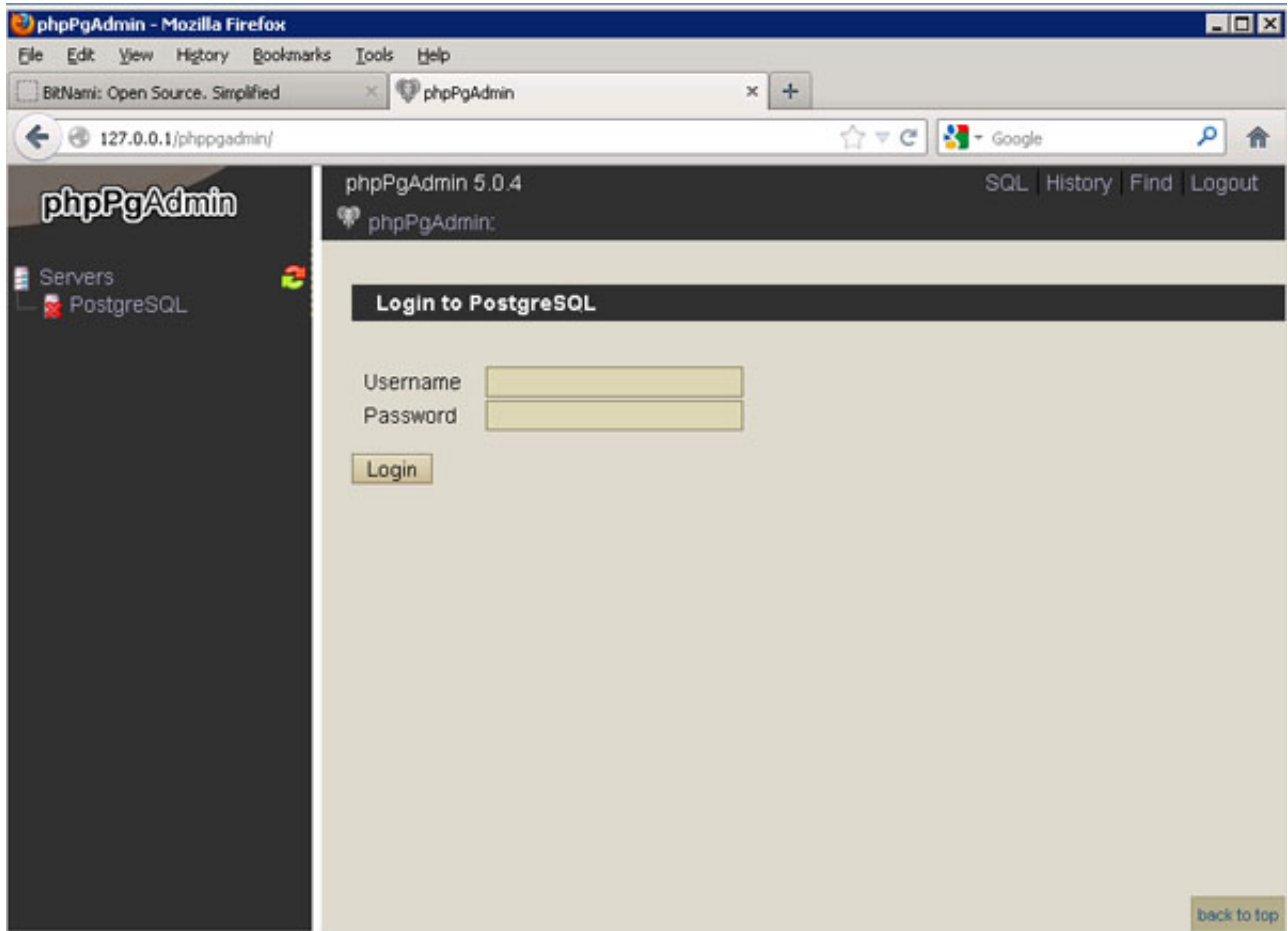 phpPgAdmin - Mozilla Firefox
File Edit View History Bookmarks Tools Help
BitNami: Open Source. Simplified
phpPgAdmin
127.0.0.1/phppgadmin/
Google
phpPgAdmin
phpPgAdmin 5.0.4
SQL | History | Find | Logout
phpPgAdmin:
Servers
PostgreSQL
Login to PostgreSQL
Username
Password
Login
back to top